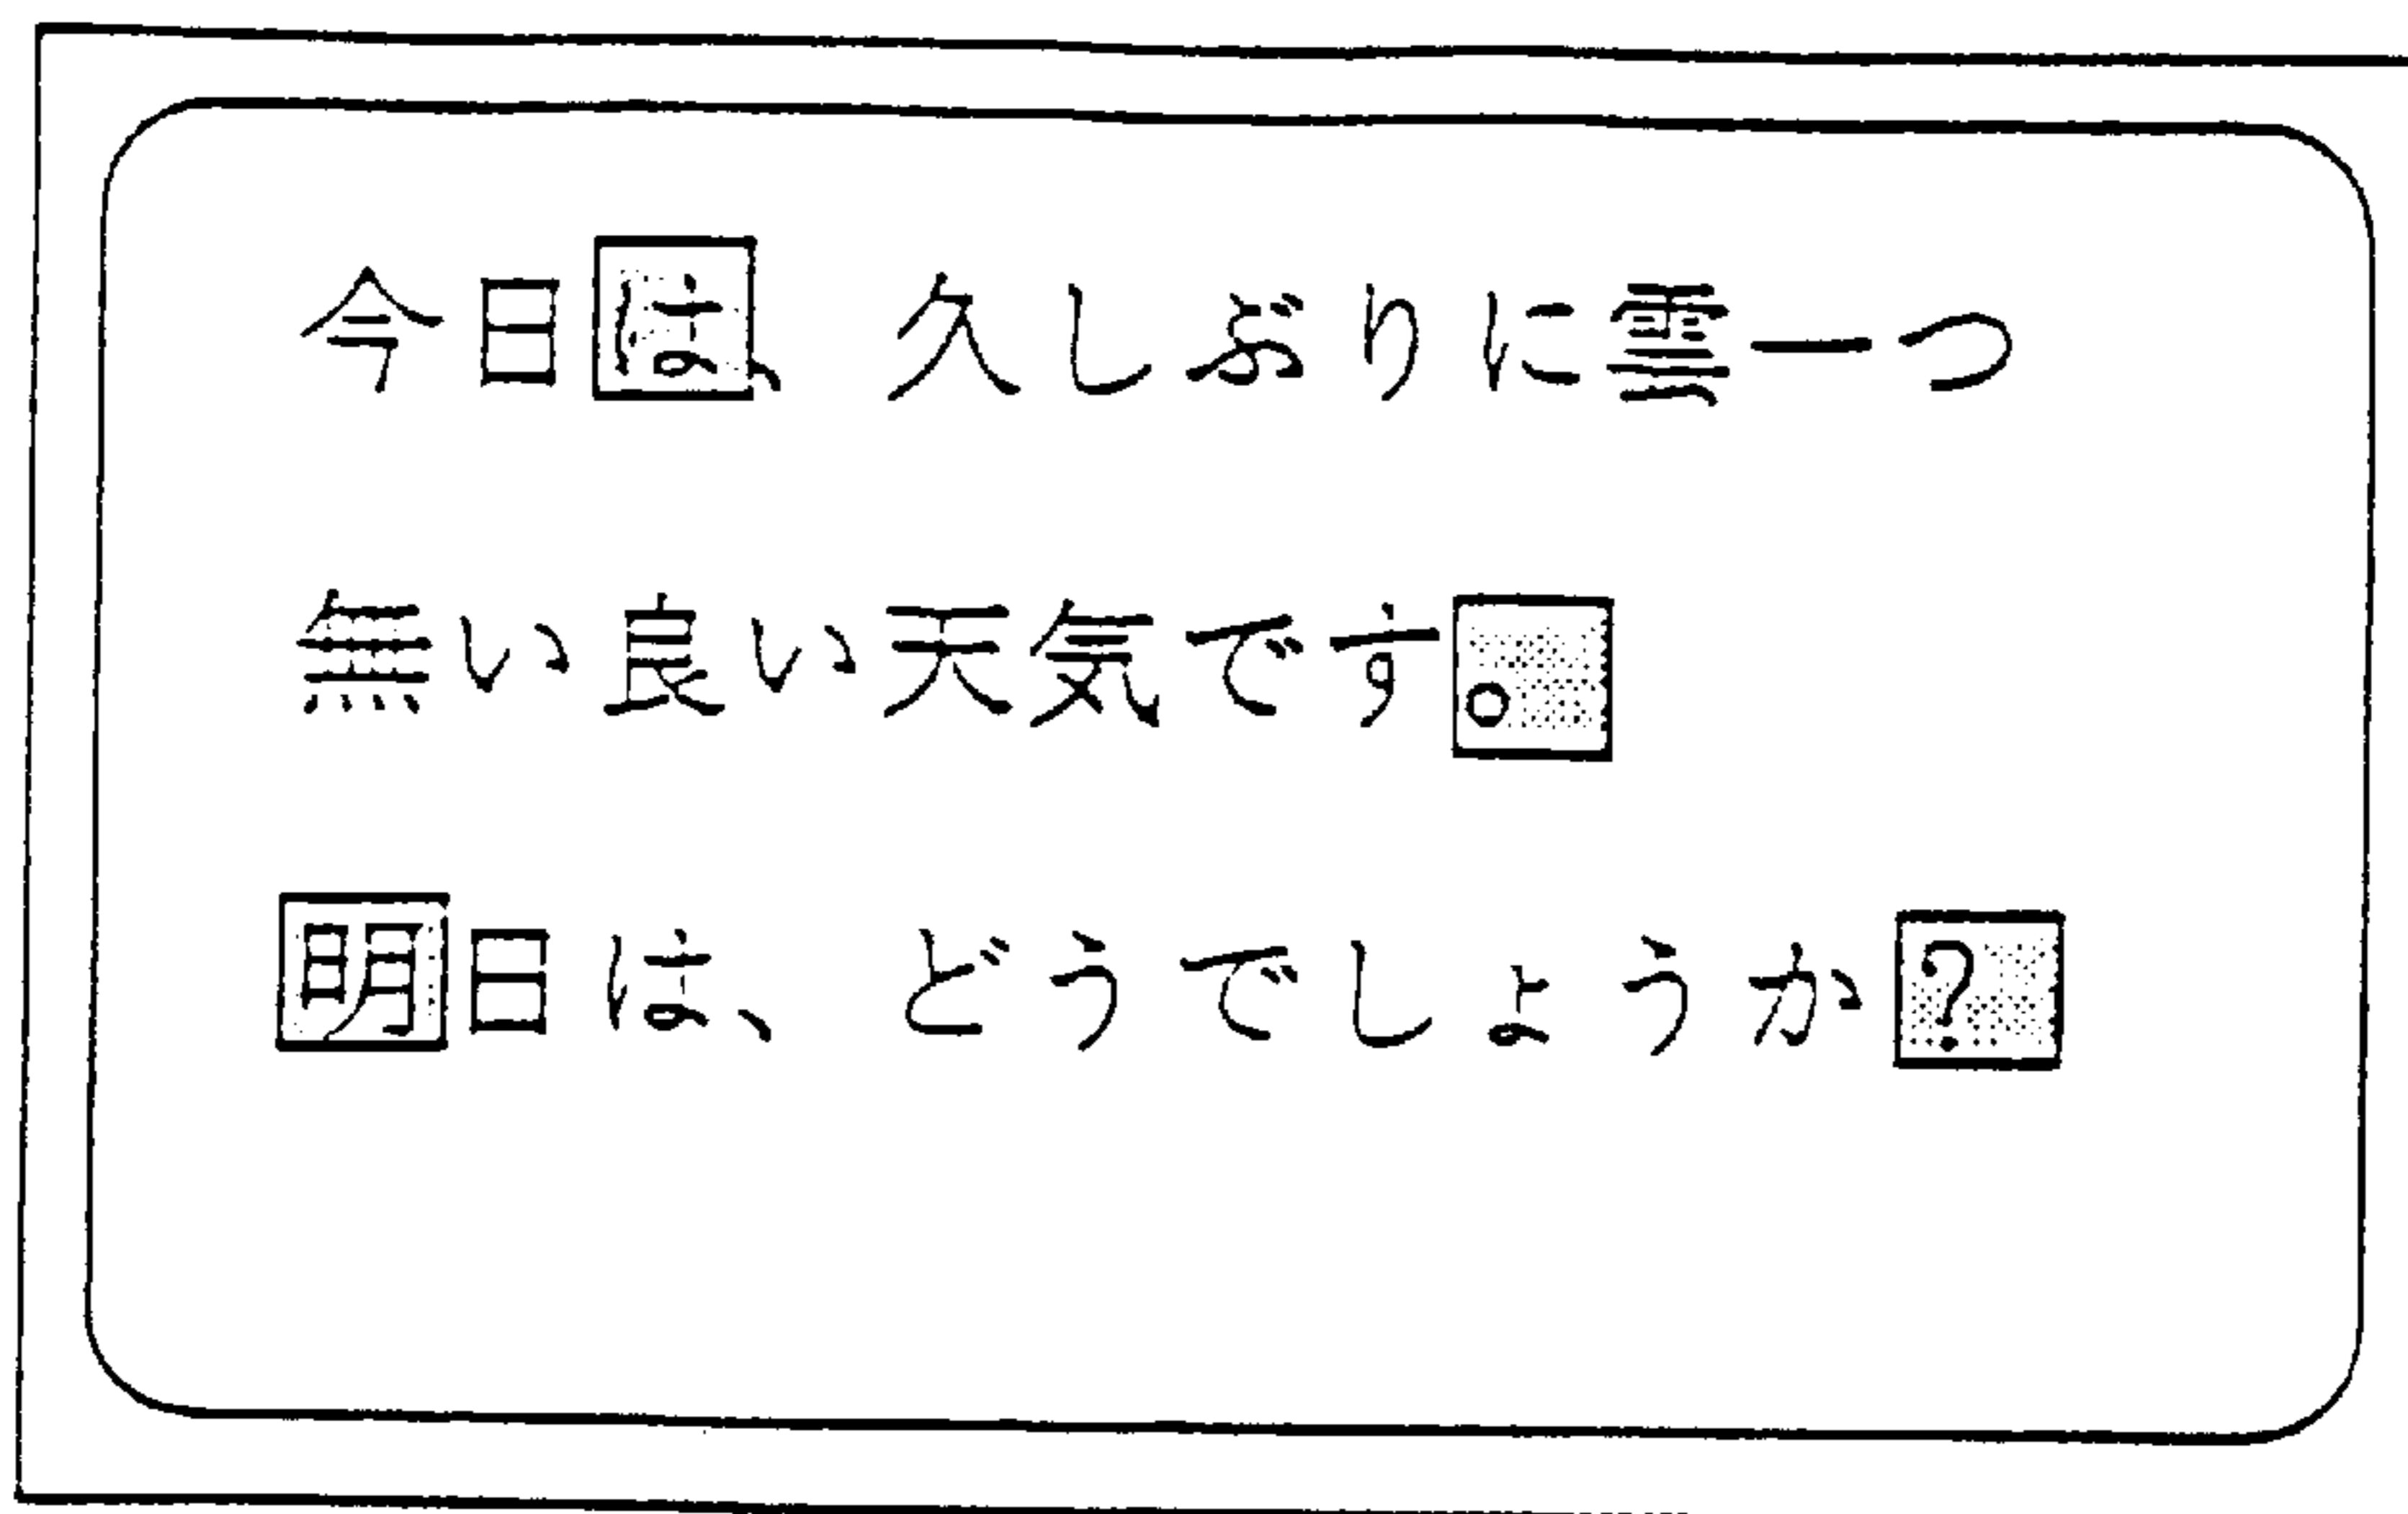 今日は、久しぶりに雲一つ
無い良い天気です。
明日は、どうでしょうか?